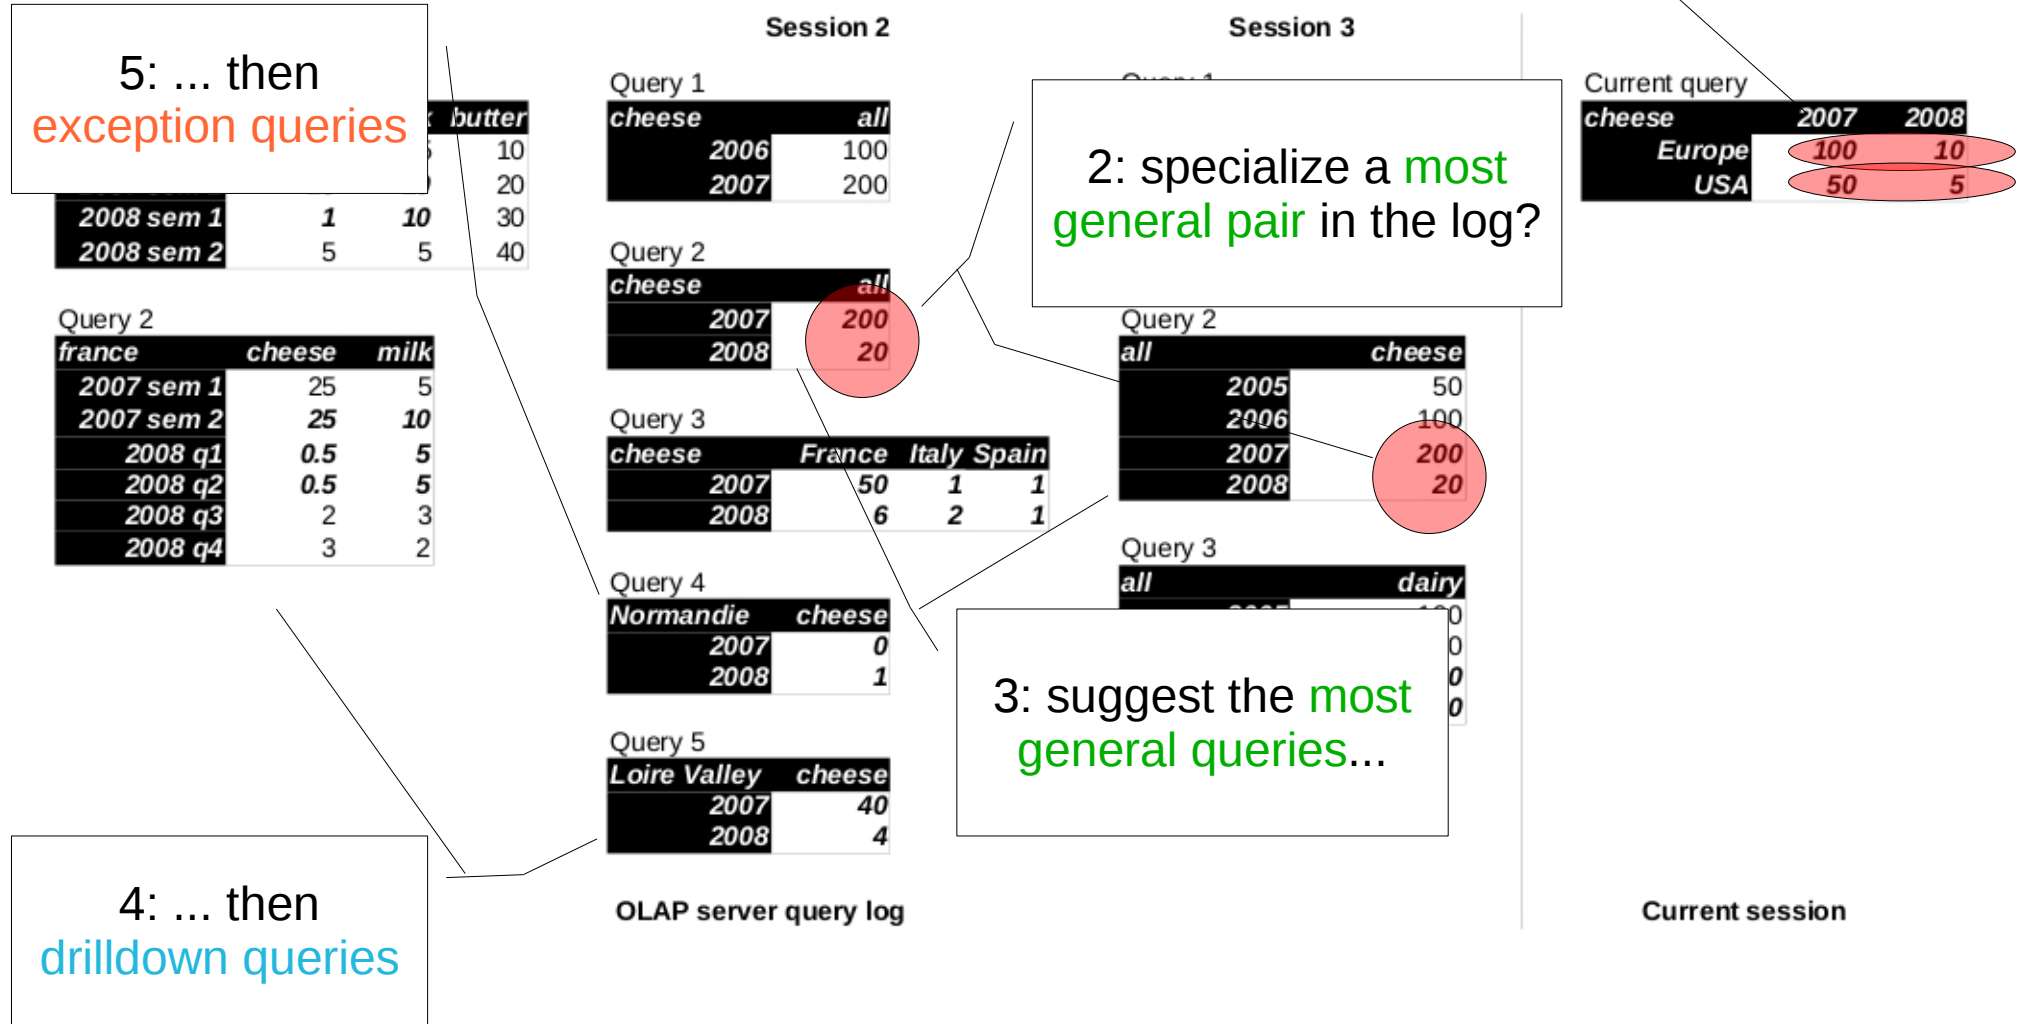 5: ... then
exception queries
butter
10
20
2008 sem 1 1 10 30
2008 sem 2 5 5 40
Query 2
france cheese milk
2007 sem 1 25 5
2007 sem 2 25 10
2008 q1 0.5 5
2008 q2 0.5 5
2008 q3 2 3
2008 q4 3 2
4: ... then
drilldown queries
Session 2
Query 1
cheese all
2006 100
2007 200
Query 2
cheese all
2007 200
2008 20
Query 3
cheese France Italy Spain
2007 50 1 1
2008 6 2 1
Query 4
Normandie cheese
2007 0
2008 1
Query 5
Loire Valley cheese
2007 40
2008 4
OLAP server query log
Session 3
2: specialize a most
general pair in the log?
Query 2
all cheese
2005 50
2006 100
2007 200
2008 20
Query 3
all dairy
3: suggest the most
general queries...
Current query
cheese 2007 2008
Europe 100 10
USA 50 5
Current session